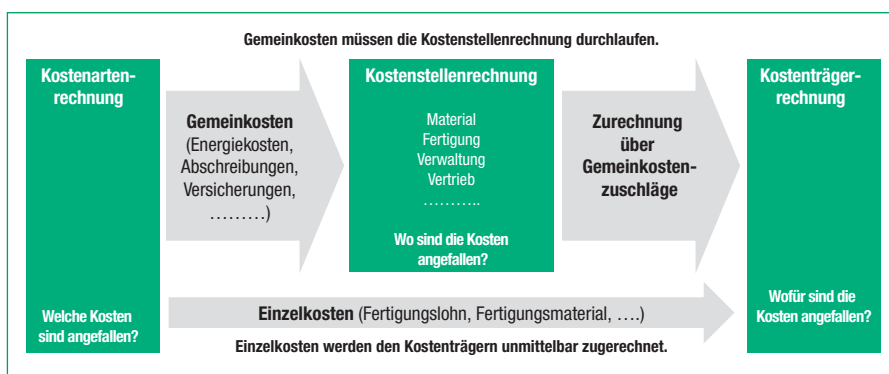 Gemeinkosten müssen die Kostenstellenrechnung durchlaufen.
Kostenarten-
rechnung
Gemeinkosten
(Energiekosten,
Abschreibungen,
Versicherungen,
………)
Kostenstellenrechnung
Material
Fertigung
Verwaltung
Vertrieb
………..
Wo sind die Kosten
angefallen?
Zurechnung
über
Gemeinkosten-
zuschläge
Kostenträger-
rechnung
Welche Kosten
sind angefallen?
Einzelkosten (Fertigungslohn, Fertigungsmaterial, ….)
Wofür sind die
Kosten angefallen?
Einzelkosten werden den Kostenträgern unmittelbar zugerechnet.